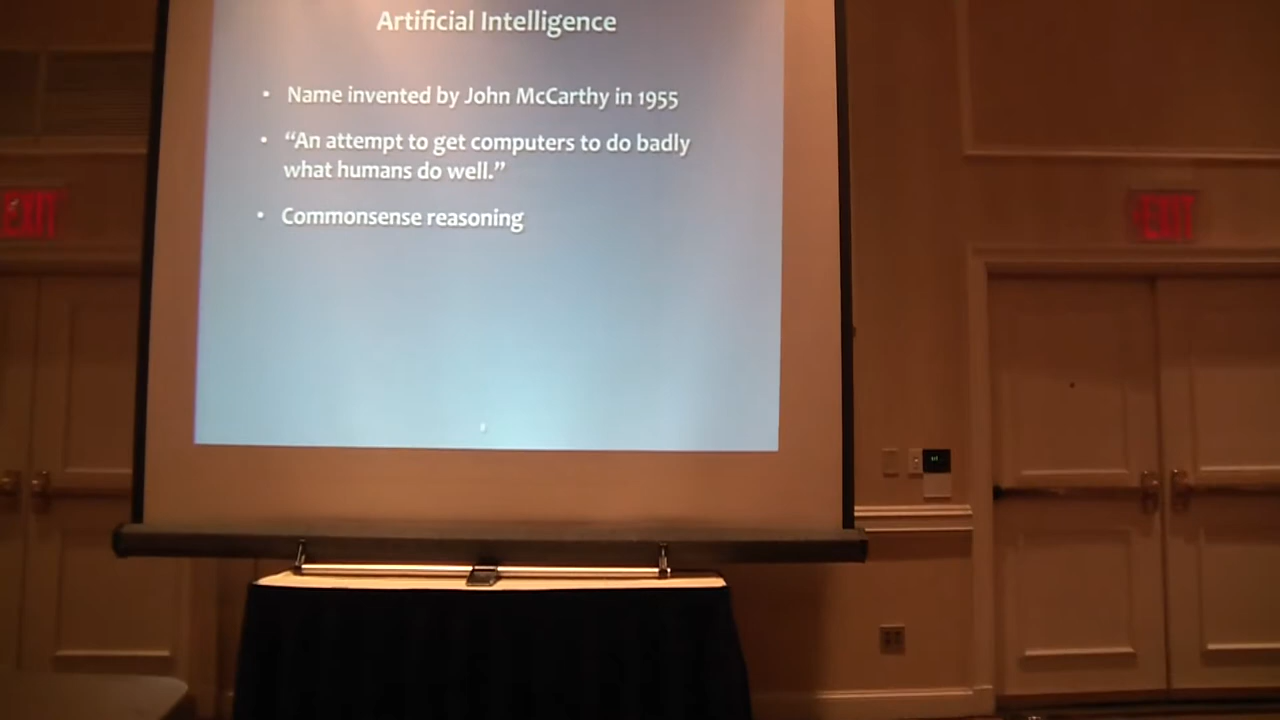 Artificial Intelligence
• Name invented by John McCarthy in 1955
• “An attempt to get computers to do badly
what humans do well.”
• Commonsense reasoning
EXIT
EXIT